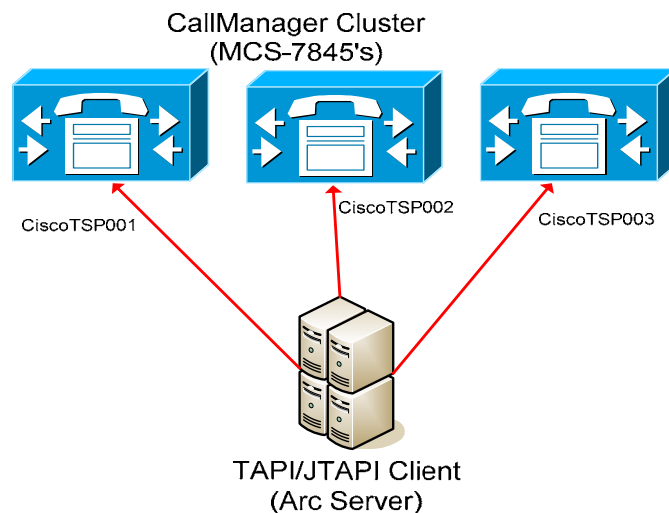 CallManager Cluster
(MCS-7845's)
CiscoTSP001
CiscoTSP002
CiscoTSP003
TAPI/JTAPI Client
(Arc Server)